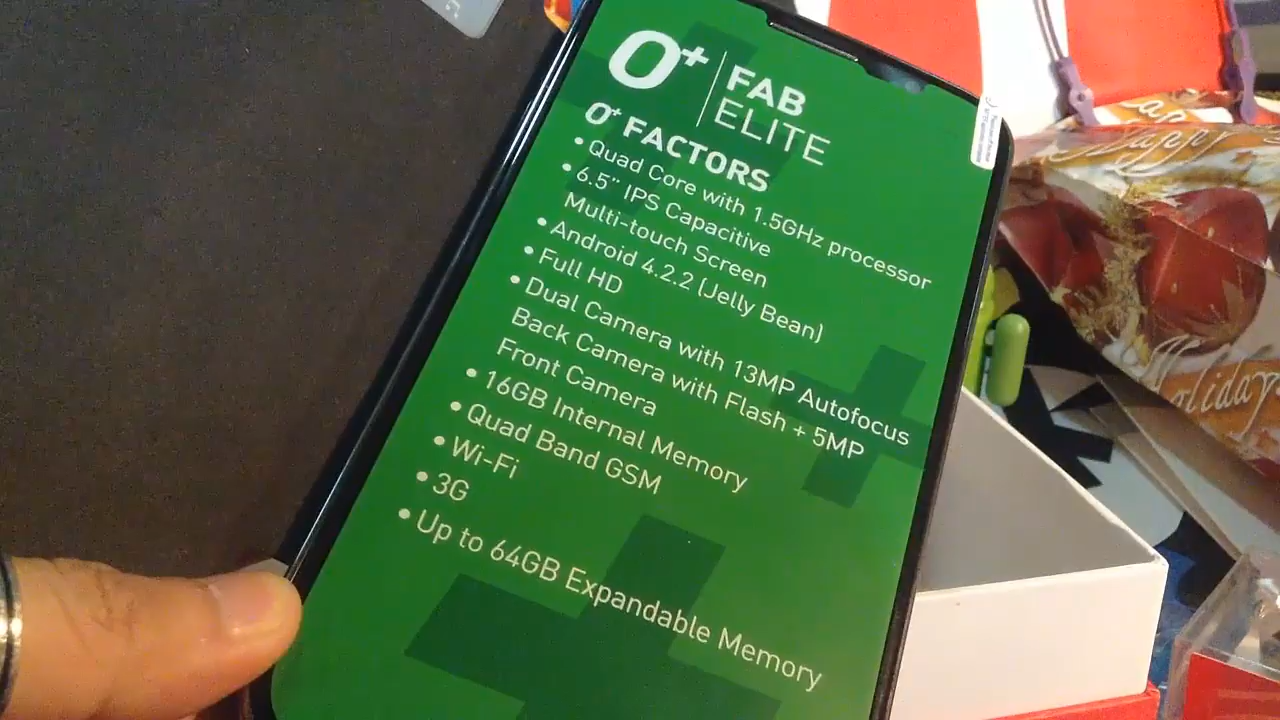 O+ FAB
ELITE
O+ FACTORS
• Quad Core with 1.5GHz processor
• 6.5" IPS Capacitive
Multi-touch Screen
• Android 4.2.2 (Jelly Bean)
• Full HD
• Dual Camera with 13MP Autofocus
Back Camera with Flash + 5MP
Front Camera
• 16GB Internal Memory
• Quad Band GSM
• Wi-Fi
• 3G
• Up to 64GB Expandable Memory
Happy
Holiday